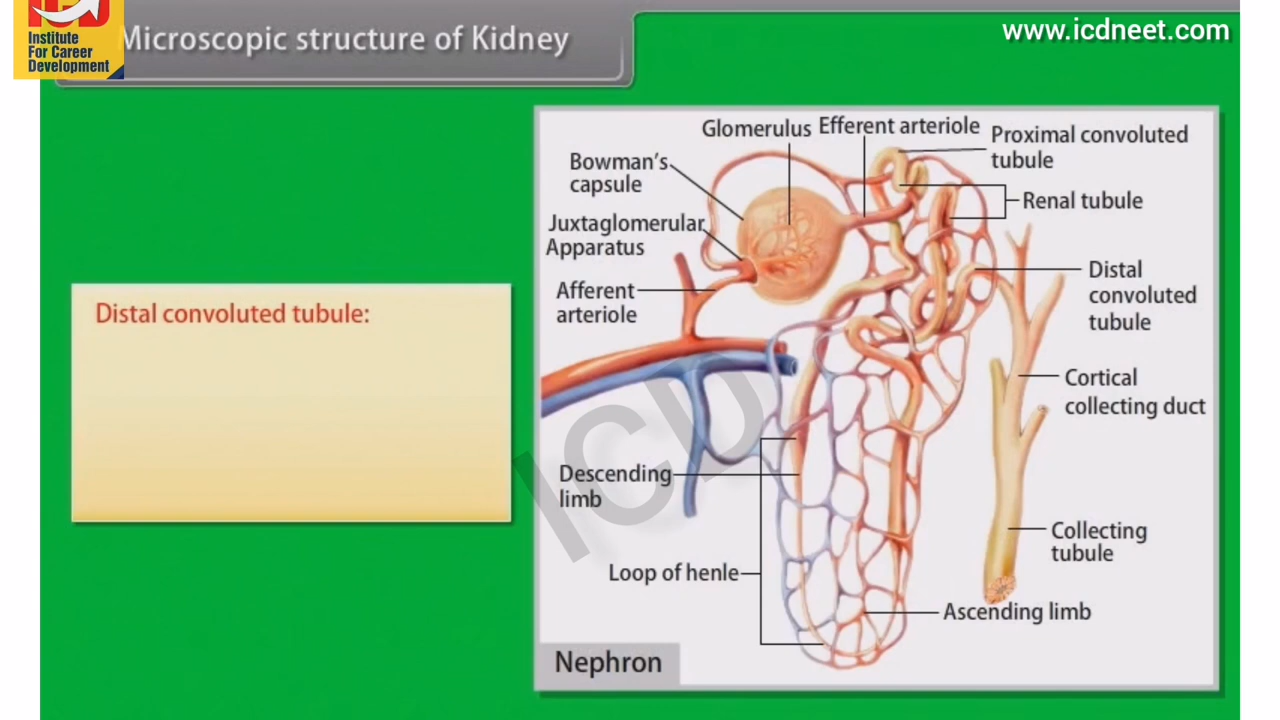 Institute
For Career
Development
Microscopic structure of Kidney
www.icdneet.com
Distal convoluted tubule:
Glomerulus
Efferent arteriole
Proximal convoluted
tubule
Bowman's
capsule
Renal tubule
Juxtaglomerular
Apparatus
Afferent
arteriole
Distal
convoluted
tubule
Cortical
collecting duct
Descending
limb
Collecting
tubule
Loop of henle
Ascending limb
Nephron
ICD